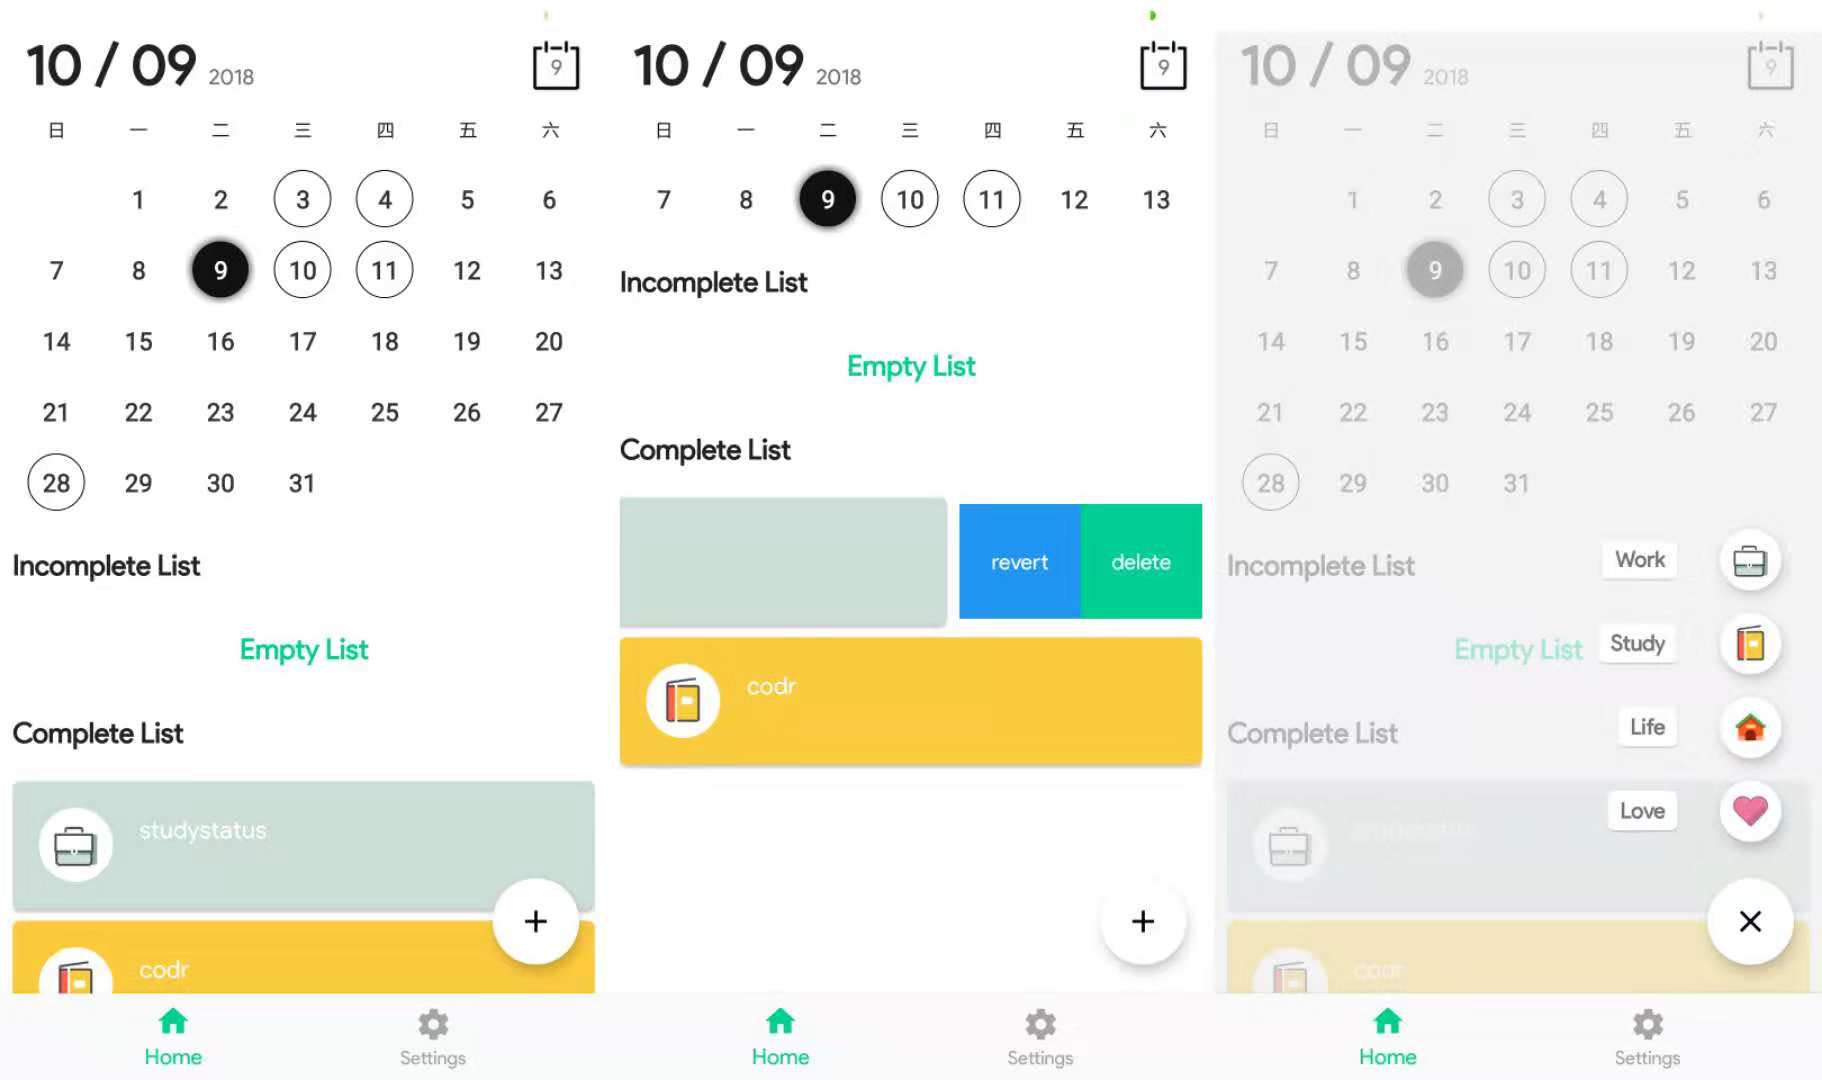 10 / 09 2018
9
日 一 二 三 四 五 六
1 2 3 4 5 6
7 8 9 10 11 12 13
14 15 16 17 18 19 20
21 22 23 24 25 26 27
28 29 30 31
Incomplete List
Empty List
Complete List
studystatus
+
codr
Home Settings
10 / 09 2018
9
日 一 二 三 四 五 六
7 8 9 10 11 12 13
Incomplete List
Empty List
Complete List
revert delete
codr
+
Home Settings
10 / 09 2018
9
日 一 二 三 四 五 六
1 2 3 4 5 6
7 8 9 10 11 12 13
14 15 16 17 18 19 20
21 22 23 24 25 26 27
28 29 30 31
Incomplete List Work
Empty List Study
Complete List Life
Love
codr
Home Settings